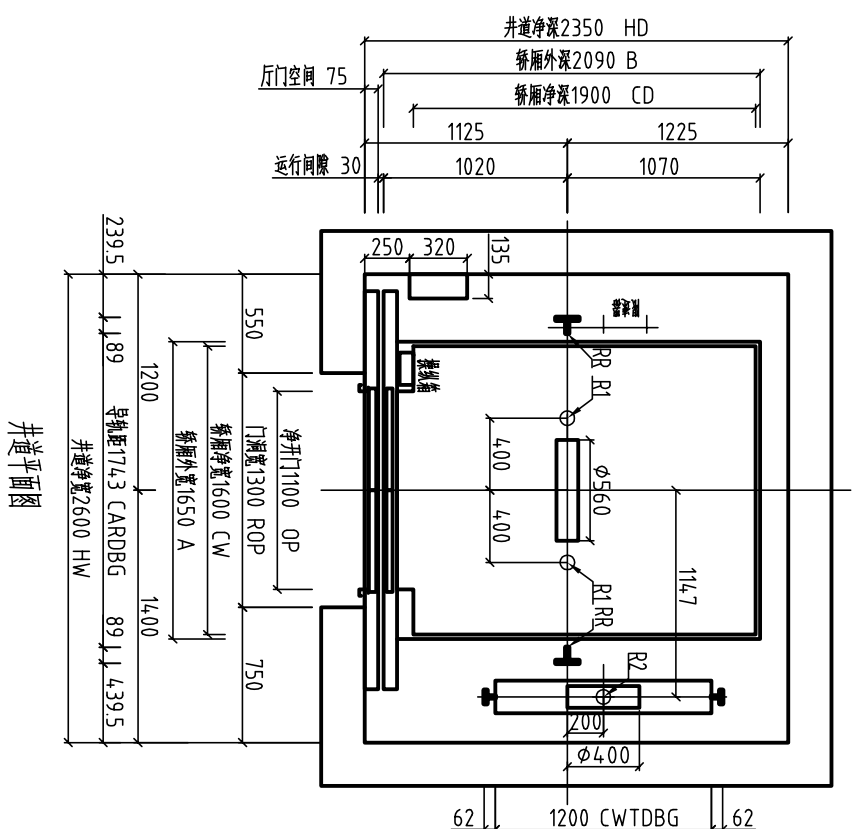 井道净深2350 HD
轿厢外深2090 B
厅门空间 75
轿厢净深1900 CD
1125
1225
运行间隙 30
1020
1070
239.5
250
320
135
550
限速器
89
1200
操纵箱
RR
R1
井道平面图
井道净宽2600 HW
导轨距1743 CARDBG
轿厢外宽1650 A
轿厢净宽1600 CW
门洞宽1300 ROP
净开门1100 OP
400
400
ϕ560
1147
R1
RR
89
1400
750
R2
439.5
200
ϕ400
62
1200 CWTDBG
62